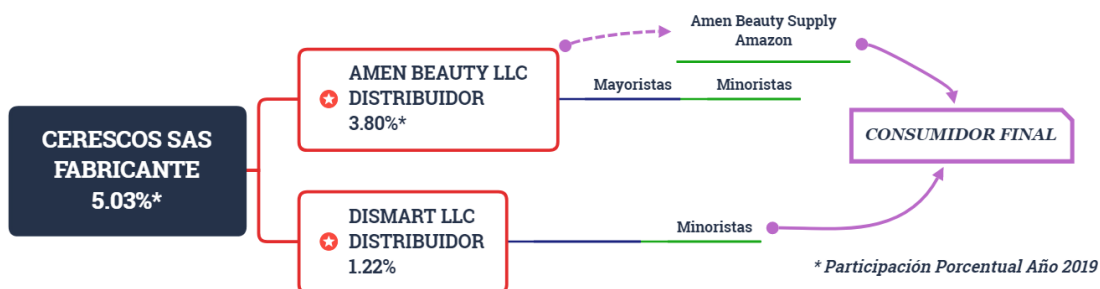 CERESCOS SAS
FABRICANTE
5.03%*
AMEN BEAUTY LLC
DISTRIBUIDOR
3.80%*
Mayoristas
Minoristas
Amen Beauty Supply
Amazon
DISMART LLC
DISTRIBUIDOR
1.22%
Minoristas
CONSUMIDOR FINAL
* Participación Porcentual Año 2019